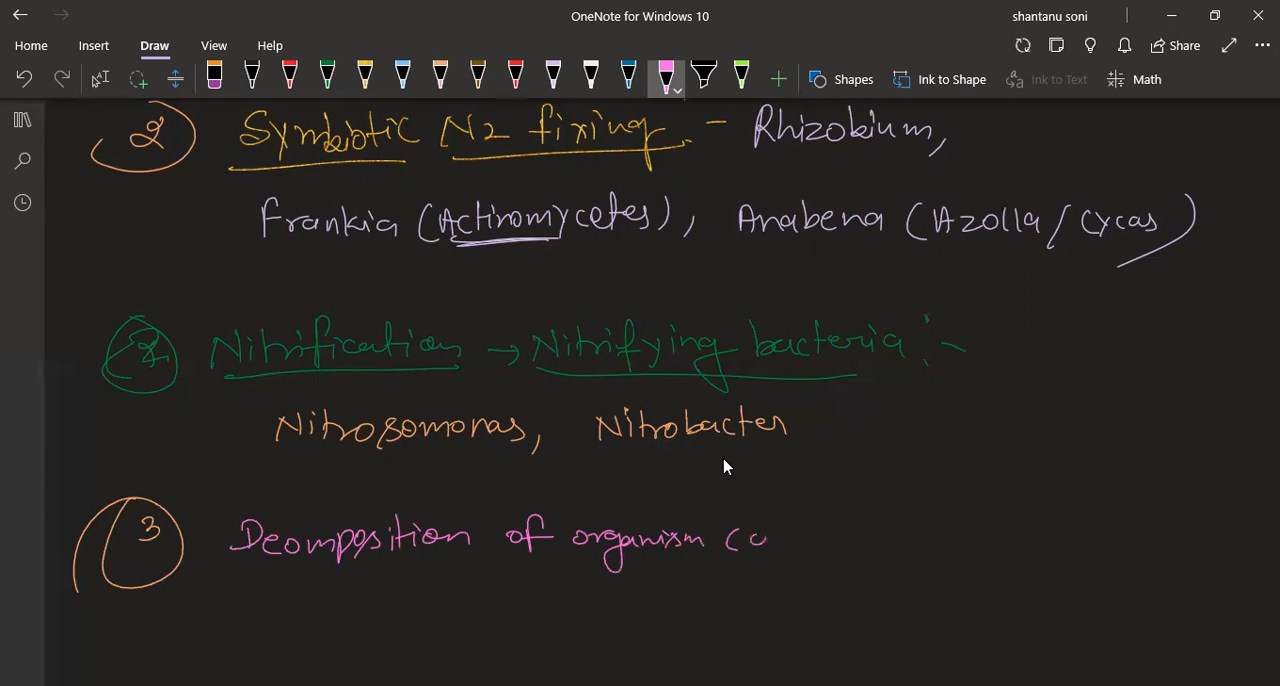 OneNote for Windows 10
shantanu soni
Home Insert Draw View Help
Share
Shapes Ink to Shape Ink to Text Math
2 Symbiotic N2 fixing - Rhizobium,
Frankia (Actinomycetes), Anabena (Azolla/Cycas)
2 Nitrification → Nitrifying bacteria :-
Nitrosomonas, Nitrobacter
3 Deomposition of organism (o